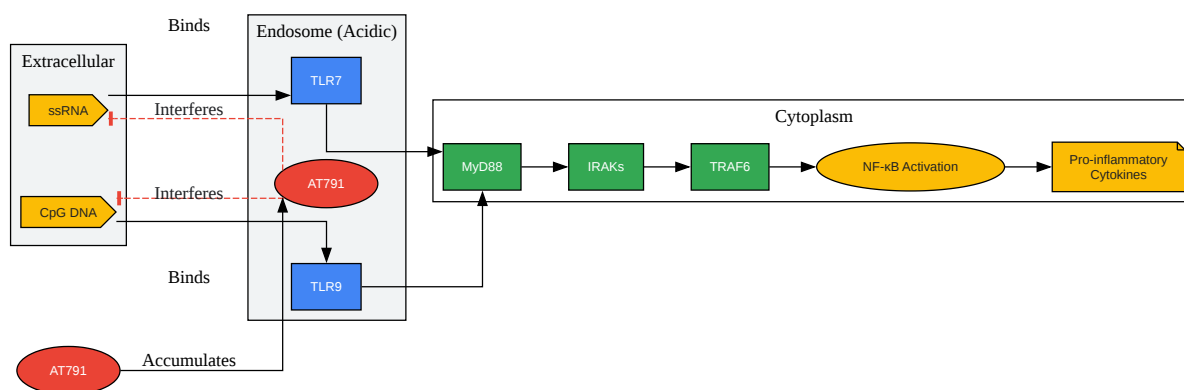 Binds
Endosome (Acidic)
Extracellular
TLR7
ssRNA
Interferes
Cytoplasm
MyD88
IRAKs
TRAF6
NF-κB Activation
Pro-inflammatory
Cytokines
AT791
Interferes
CpG DNA
Binds
TLR9
AT791
Accumulates